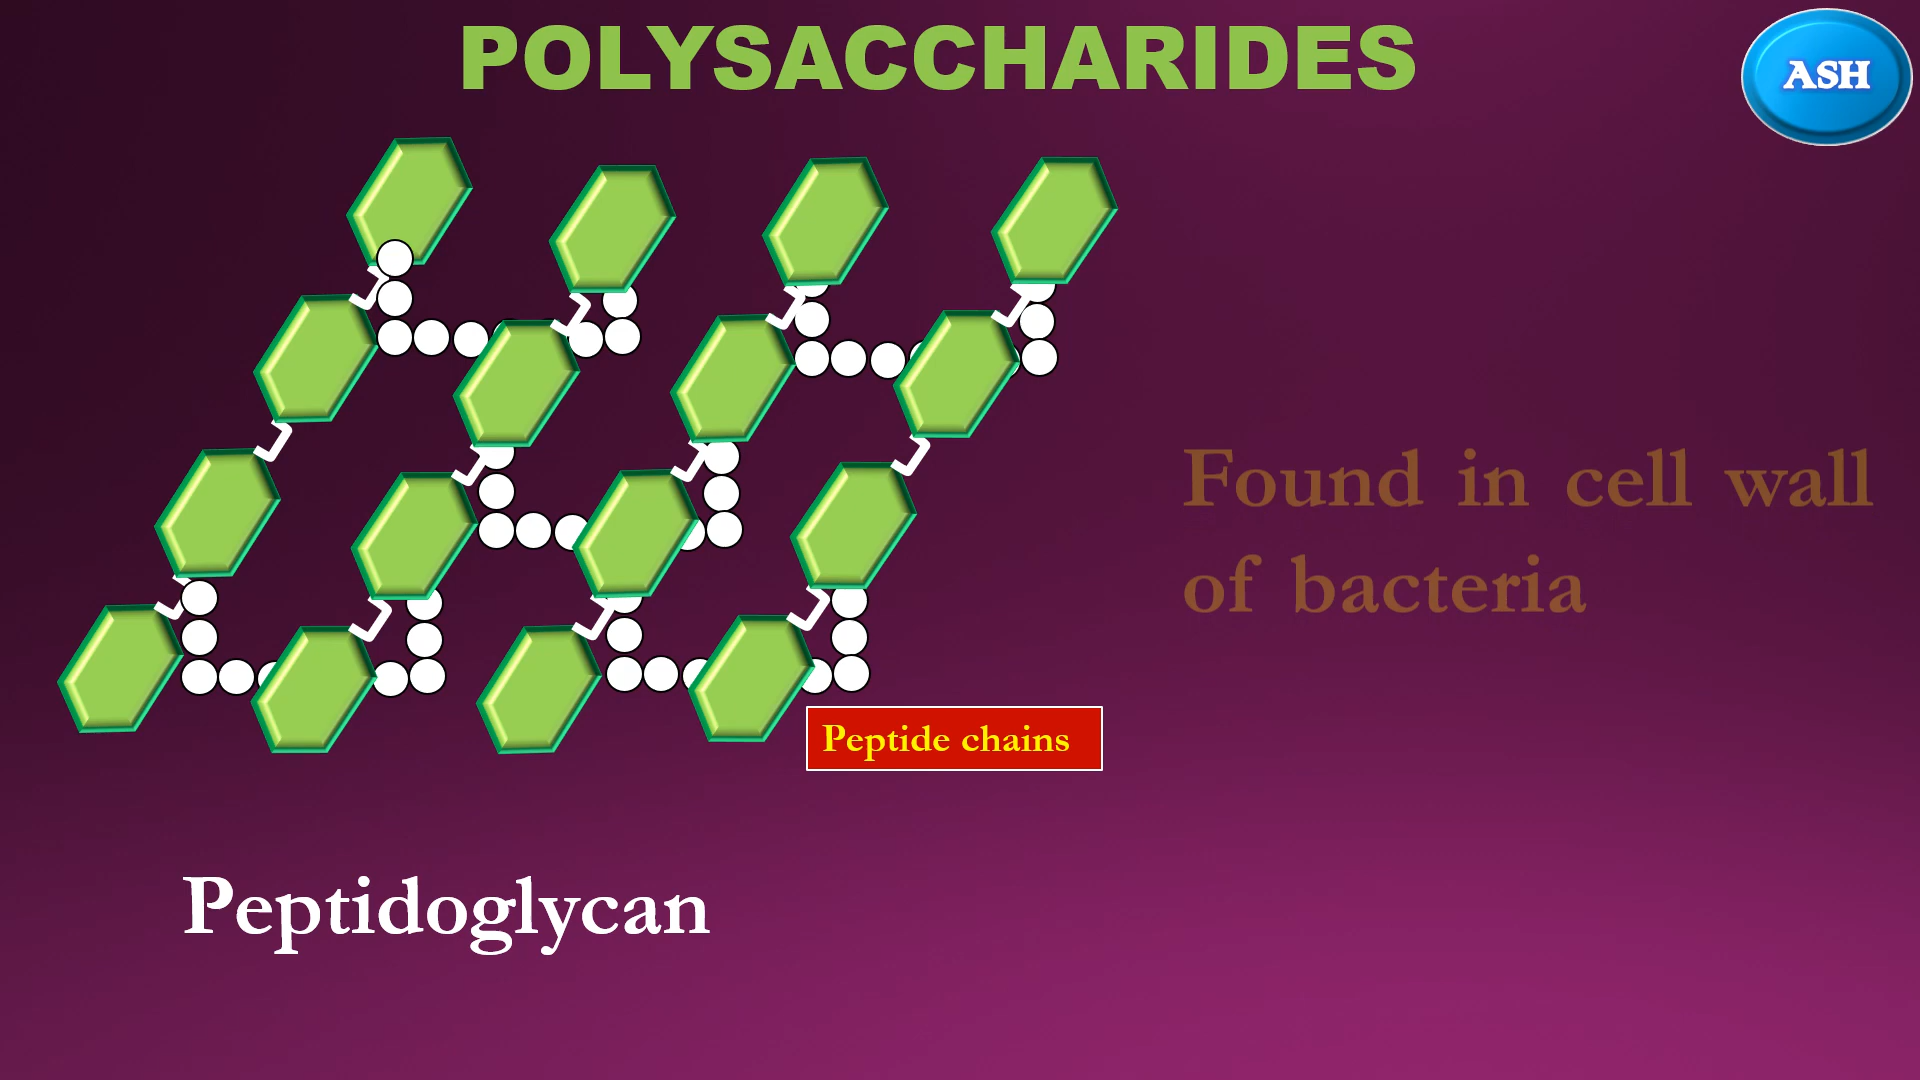 POLYSACCHARIDES
ASH
Found in cell wall
of bacteria
Peptide chains
Peptidoglycan